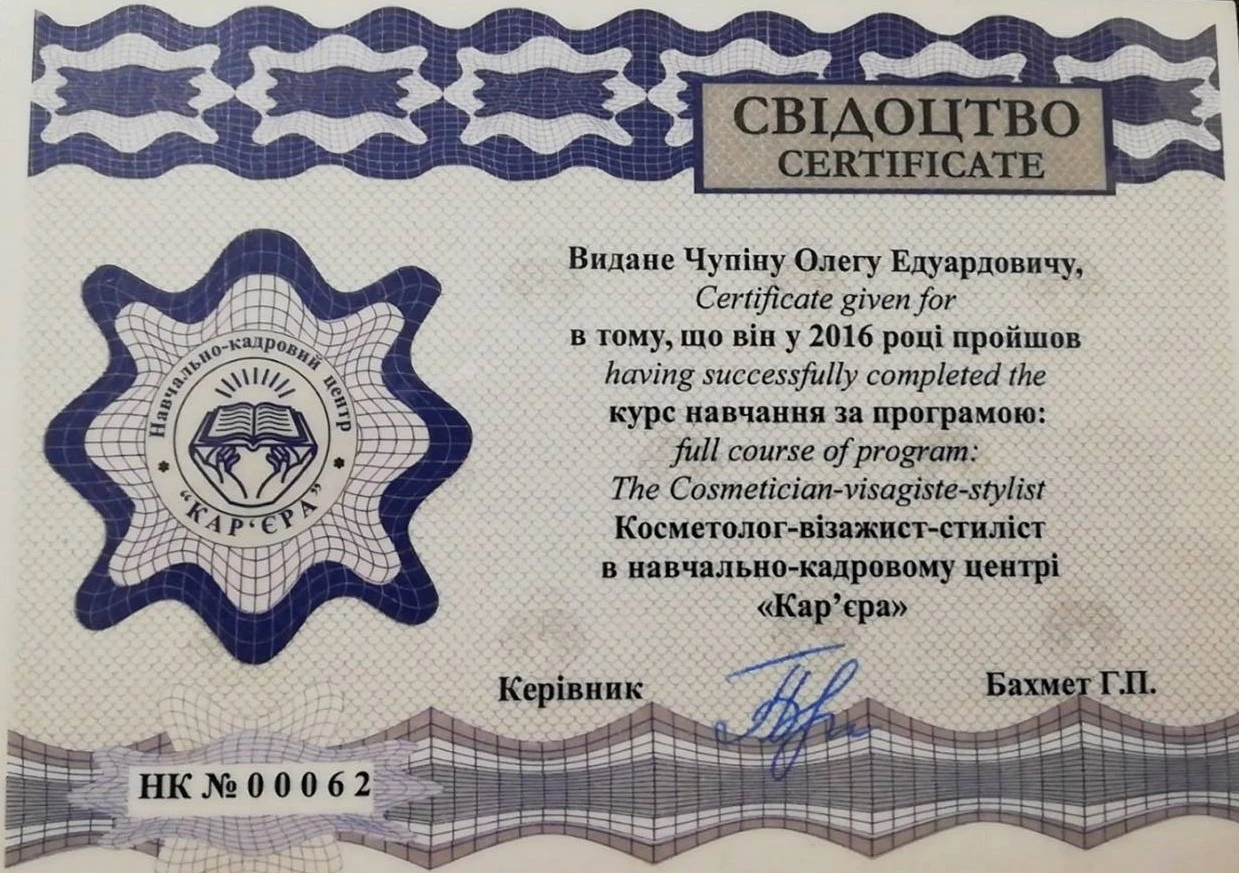 СВІДОЦТВО
CERTIFICATE
Видане Чупіну Олегу Едуардовичу,
Certificate given for
в тому, що він у 2016 році пройшов
having successfully completed the
курс навчання за програмою:
full course of program:
The Cosmetician-visagiste-stylist
Косметолог-візажист-стиліст
в навчально-кадровому центрі
«Кар’єра»
Навчально-кадровий центр
“КАР‘ЄРА”
Керівник
Бахмет Г.П.
НК №00062